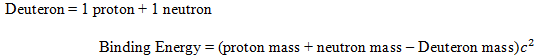 Deuteron = 1 proton + 1 neutron
Binding Energy = (proton mass + neutron mass − Deuteron mass)c²